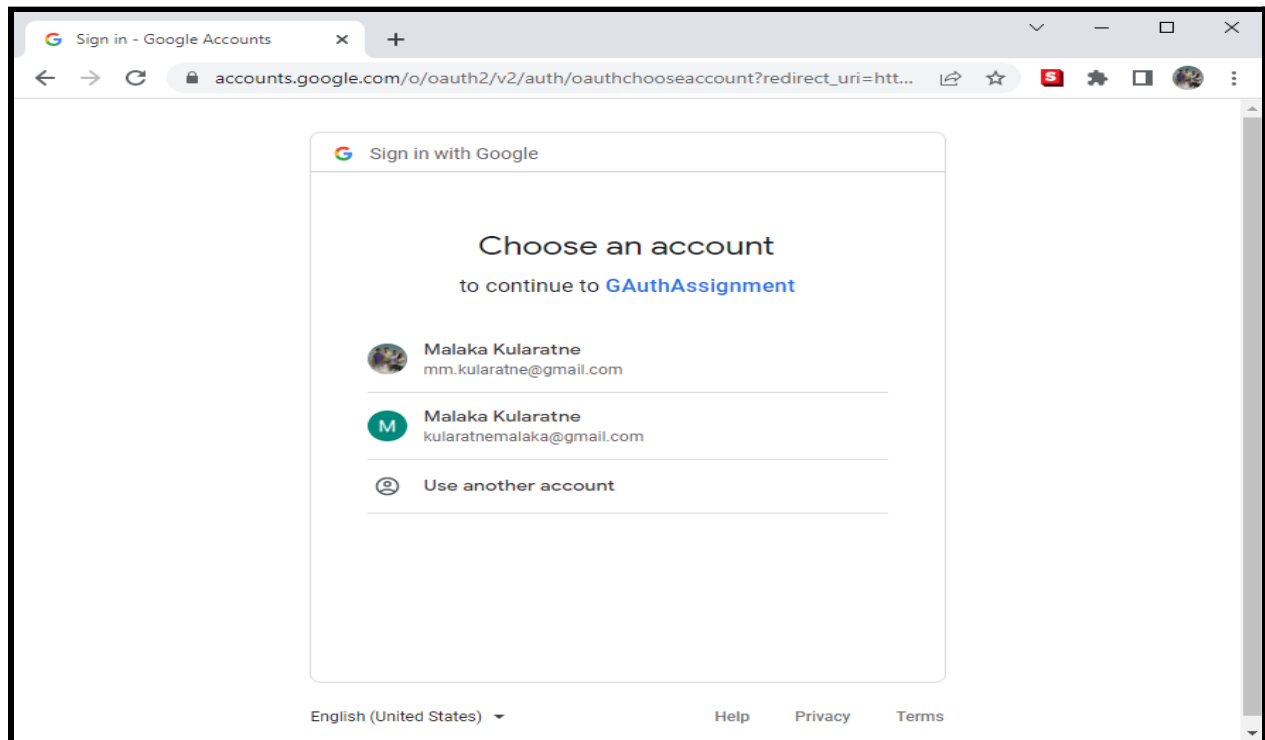 Sign in - Google Accounts
accounts.google.com/o/oauth2/v2/auth/oauthchooseaccount?redirect_uri=htt...
S
Sign in with Google
Choose an account
to continue to GAuthAssignment
Malaka Kularatne
mm.kularatne@gmail.com
M
Malaka Kularatne
kularatnemalaka@gmail.com
Use another account
English (United States)
Help Privacy Terms